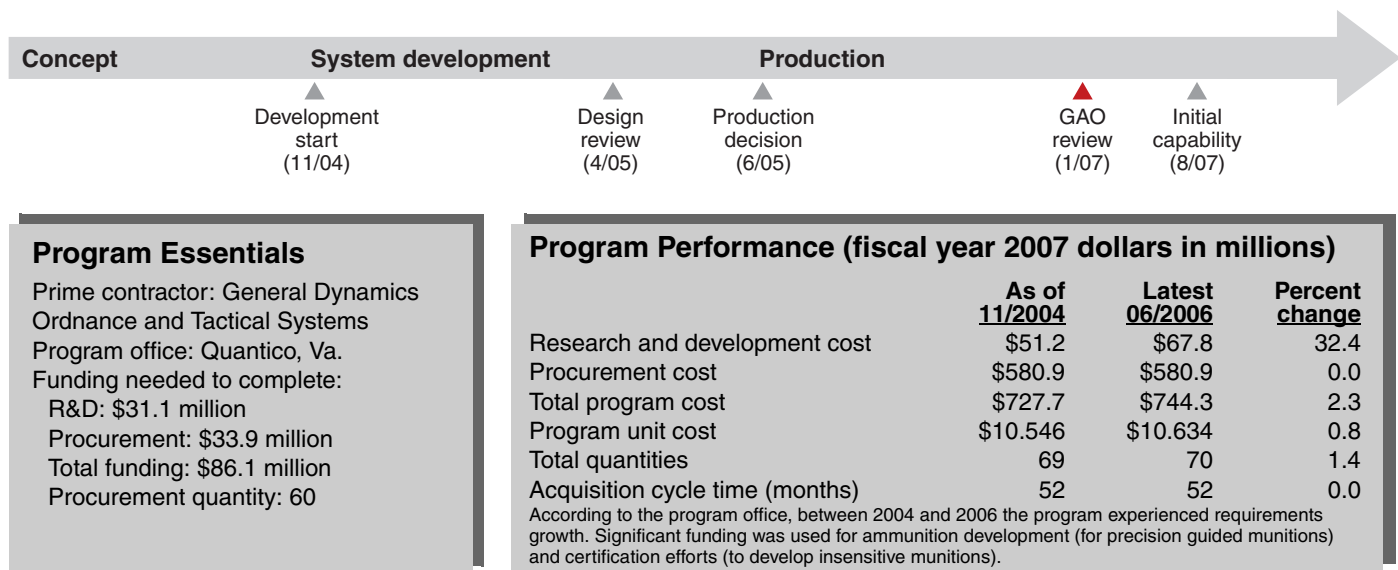 Concept System development Production
Development start (11/04)
Design review (4/05)
Production decision (6/05)
GAO review (1/07)
Initial capability (8/07)
Program Essentials
Prime contractor: General Dynamics
Ordnance and Tactical Systems
Program office: Quantico, Va.
Funding needed to complete:
R&D: $31.1 million
Procurement: $33.9 million
Total funding: $86.1 million
Procurement quantity: 60
Program Performance (fiscal year 2007 dollars in millions)
As of Latest Percent
11/2004 06/2006 change
Research and development cost $51.2 $67.8 32.4
Procurement cost $580.9 $580.9 0.0
Total program cost $727.7 $744.3 2.3
Program unit cost $10.546 $10.634 0.8
Total quantities 69 70 1.4
Acquisition cycle time (months) 52 52 0.0
According to the program office, between 2004 and 2006 the program experienced requirements
growth. Significant funding was used for ammunition development (for precision guided munitions)
and certification efforts (to develop insensitive munitions).